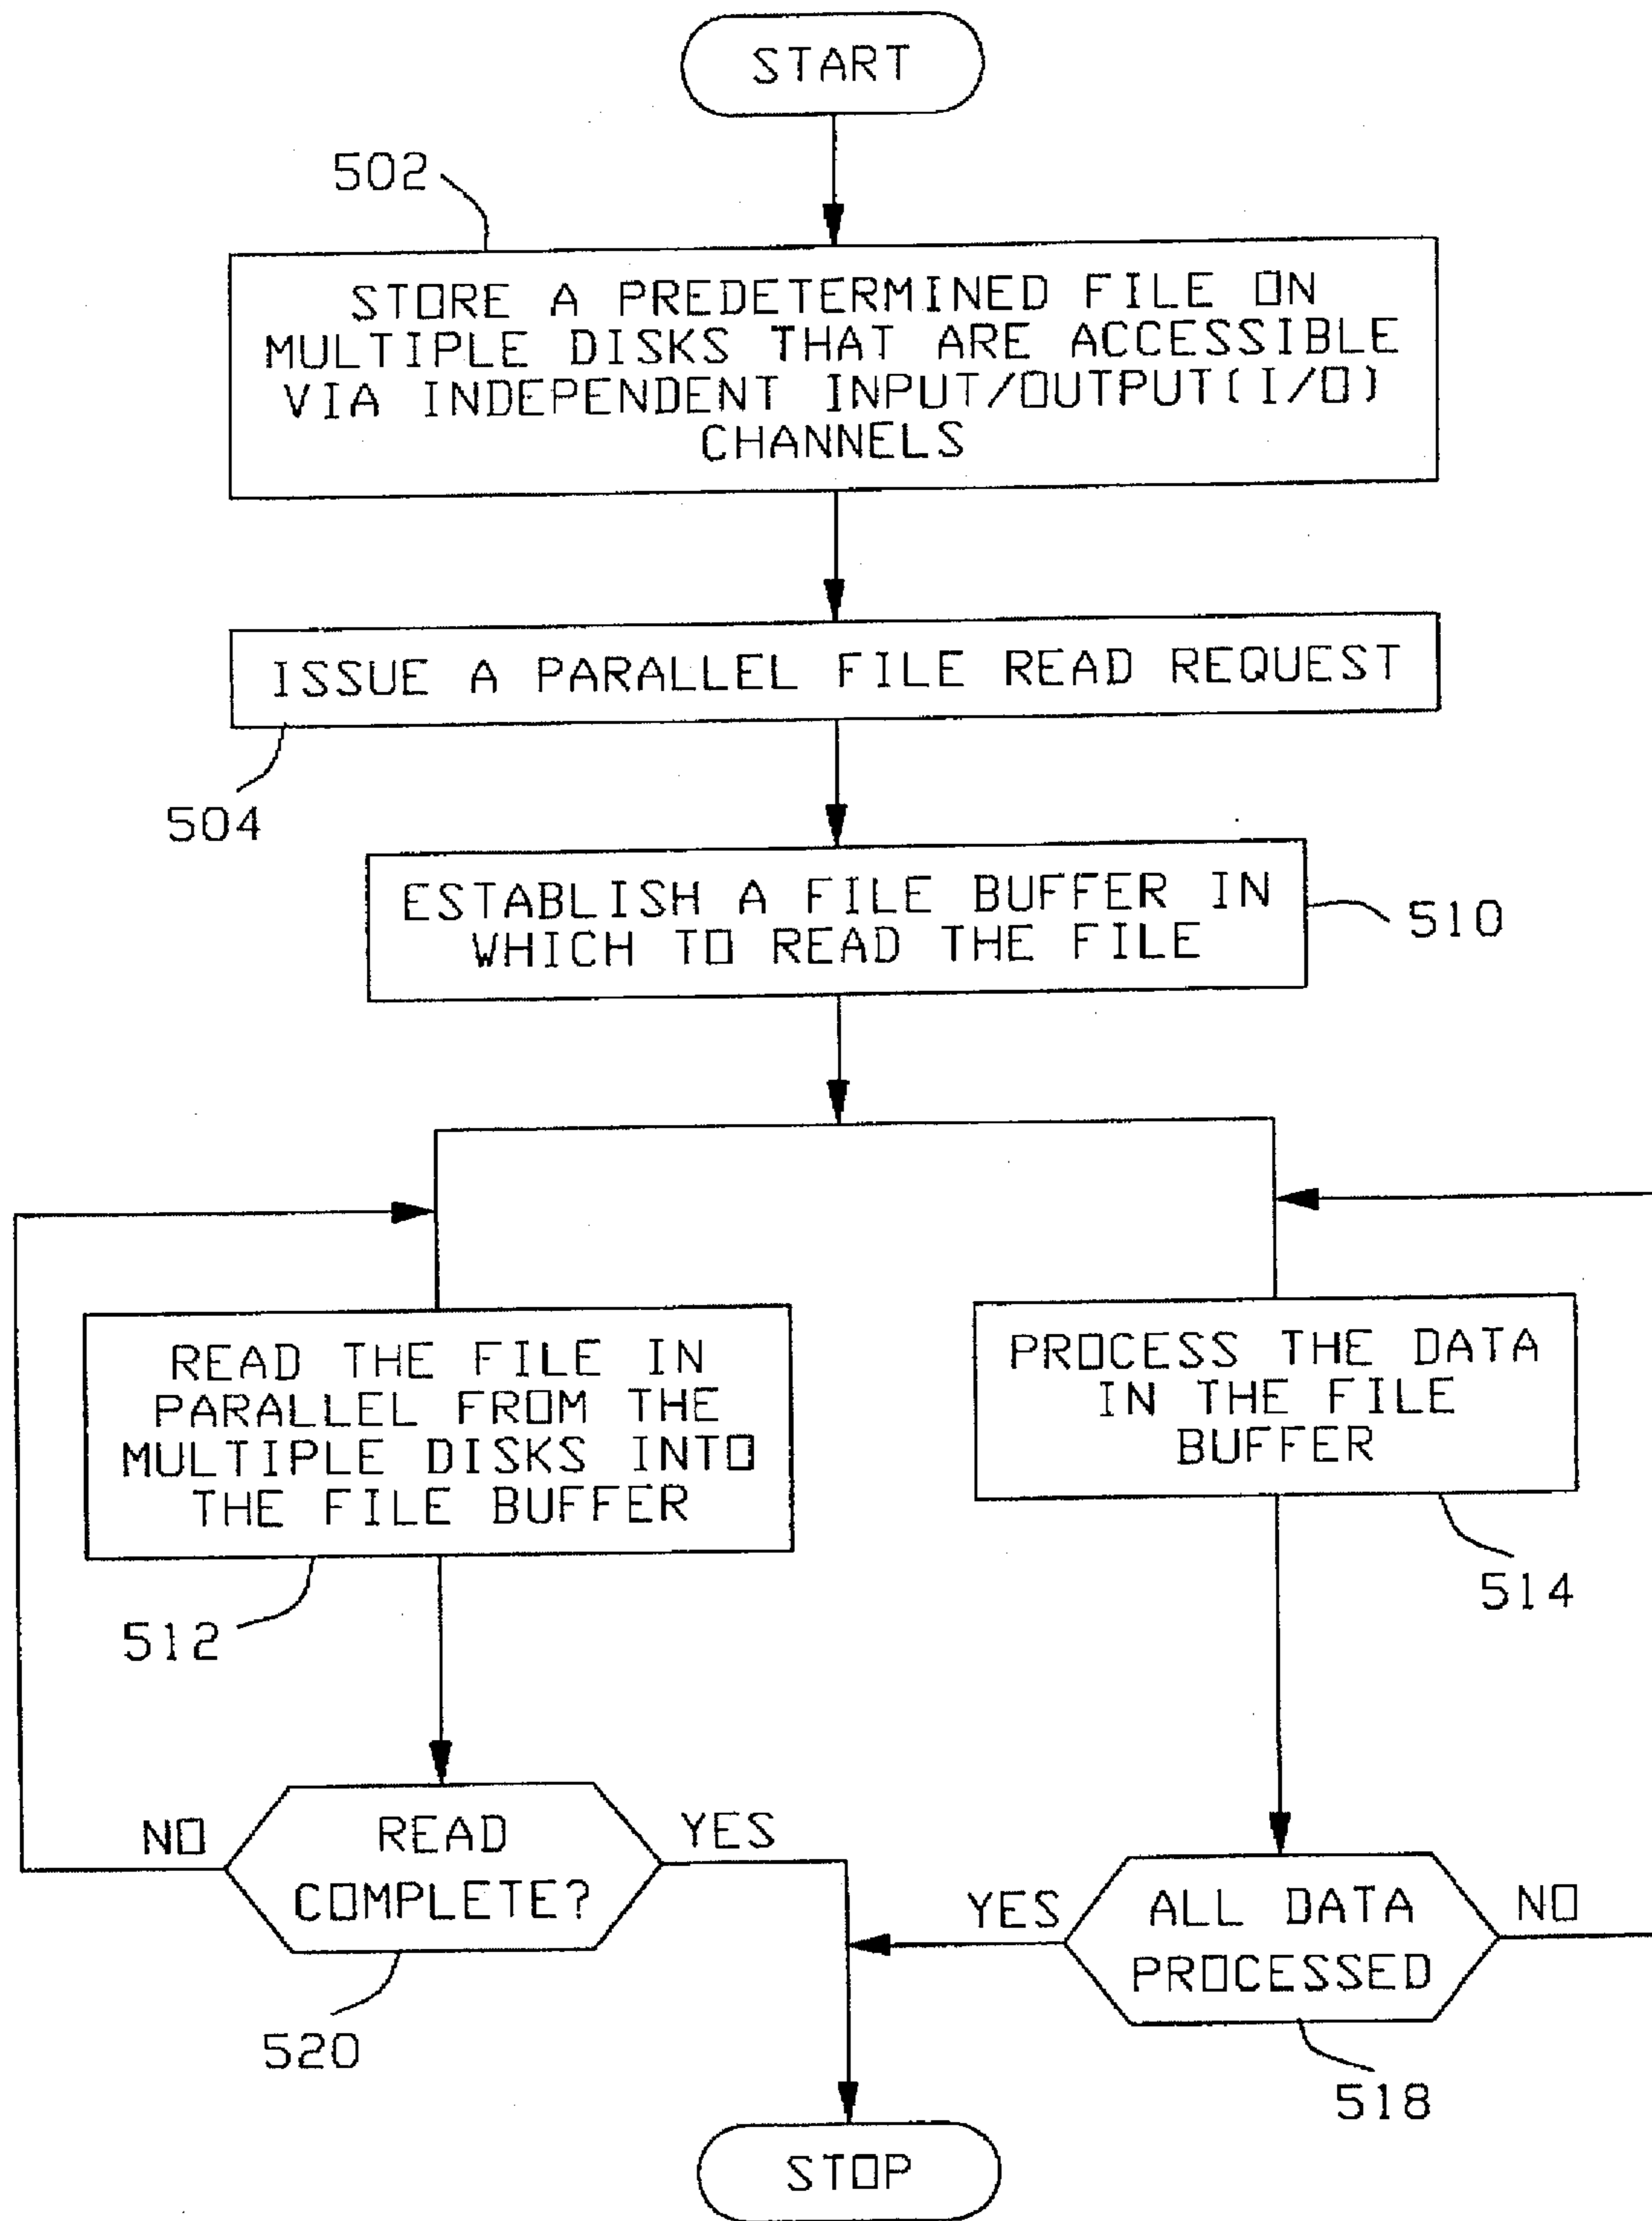 START
502
STORE A PREDETERMINED FILE ON
MULTIPLE DISKS THAT ARE ACCESSIBLE
VIA INDEPENDENT INPUT/OUTPUT(I/O)
CHANNELS
ISSUE A PARALLEL FILE READ REQUEST
504
ESTABLISH A FILE BUFFER IN
WHICH TO READ THE FILE
510
READ THE FILE IN
PARALLEL FROM THE
MULTIPLE DISKS INTO
THE FILE BUFFER
512
PROCESS THE DATA
IN THE FILE
BUFFER
514
NO
READ
COMPLETE?
YES
520
YES
ALL DATA
PROCESSED
NO
518
STOP